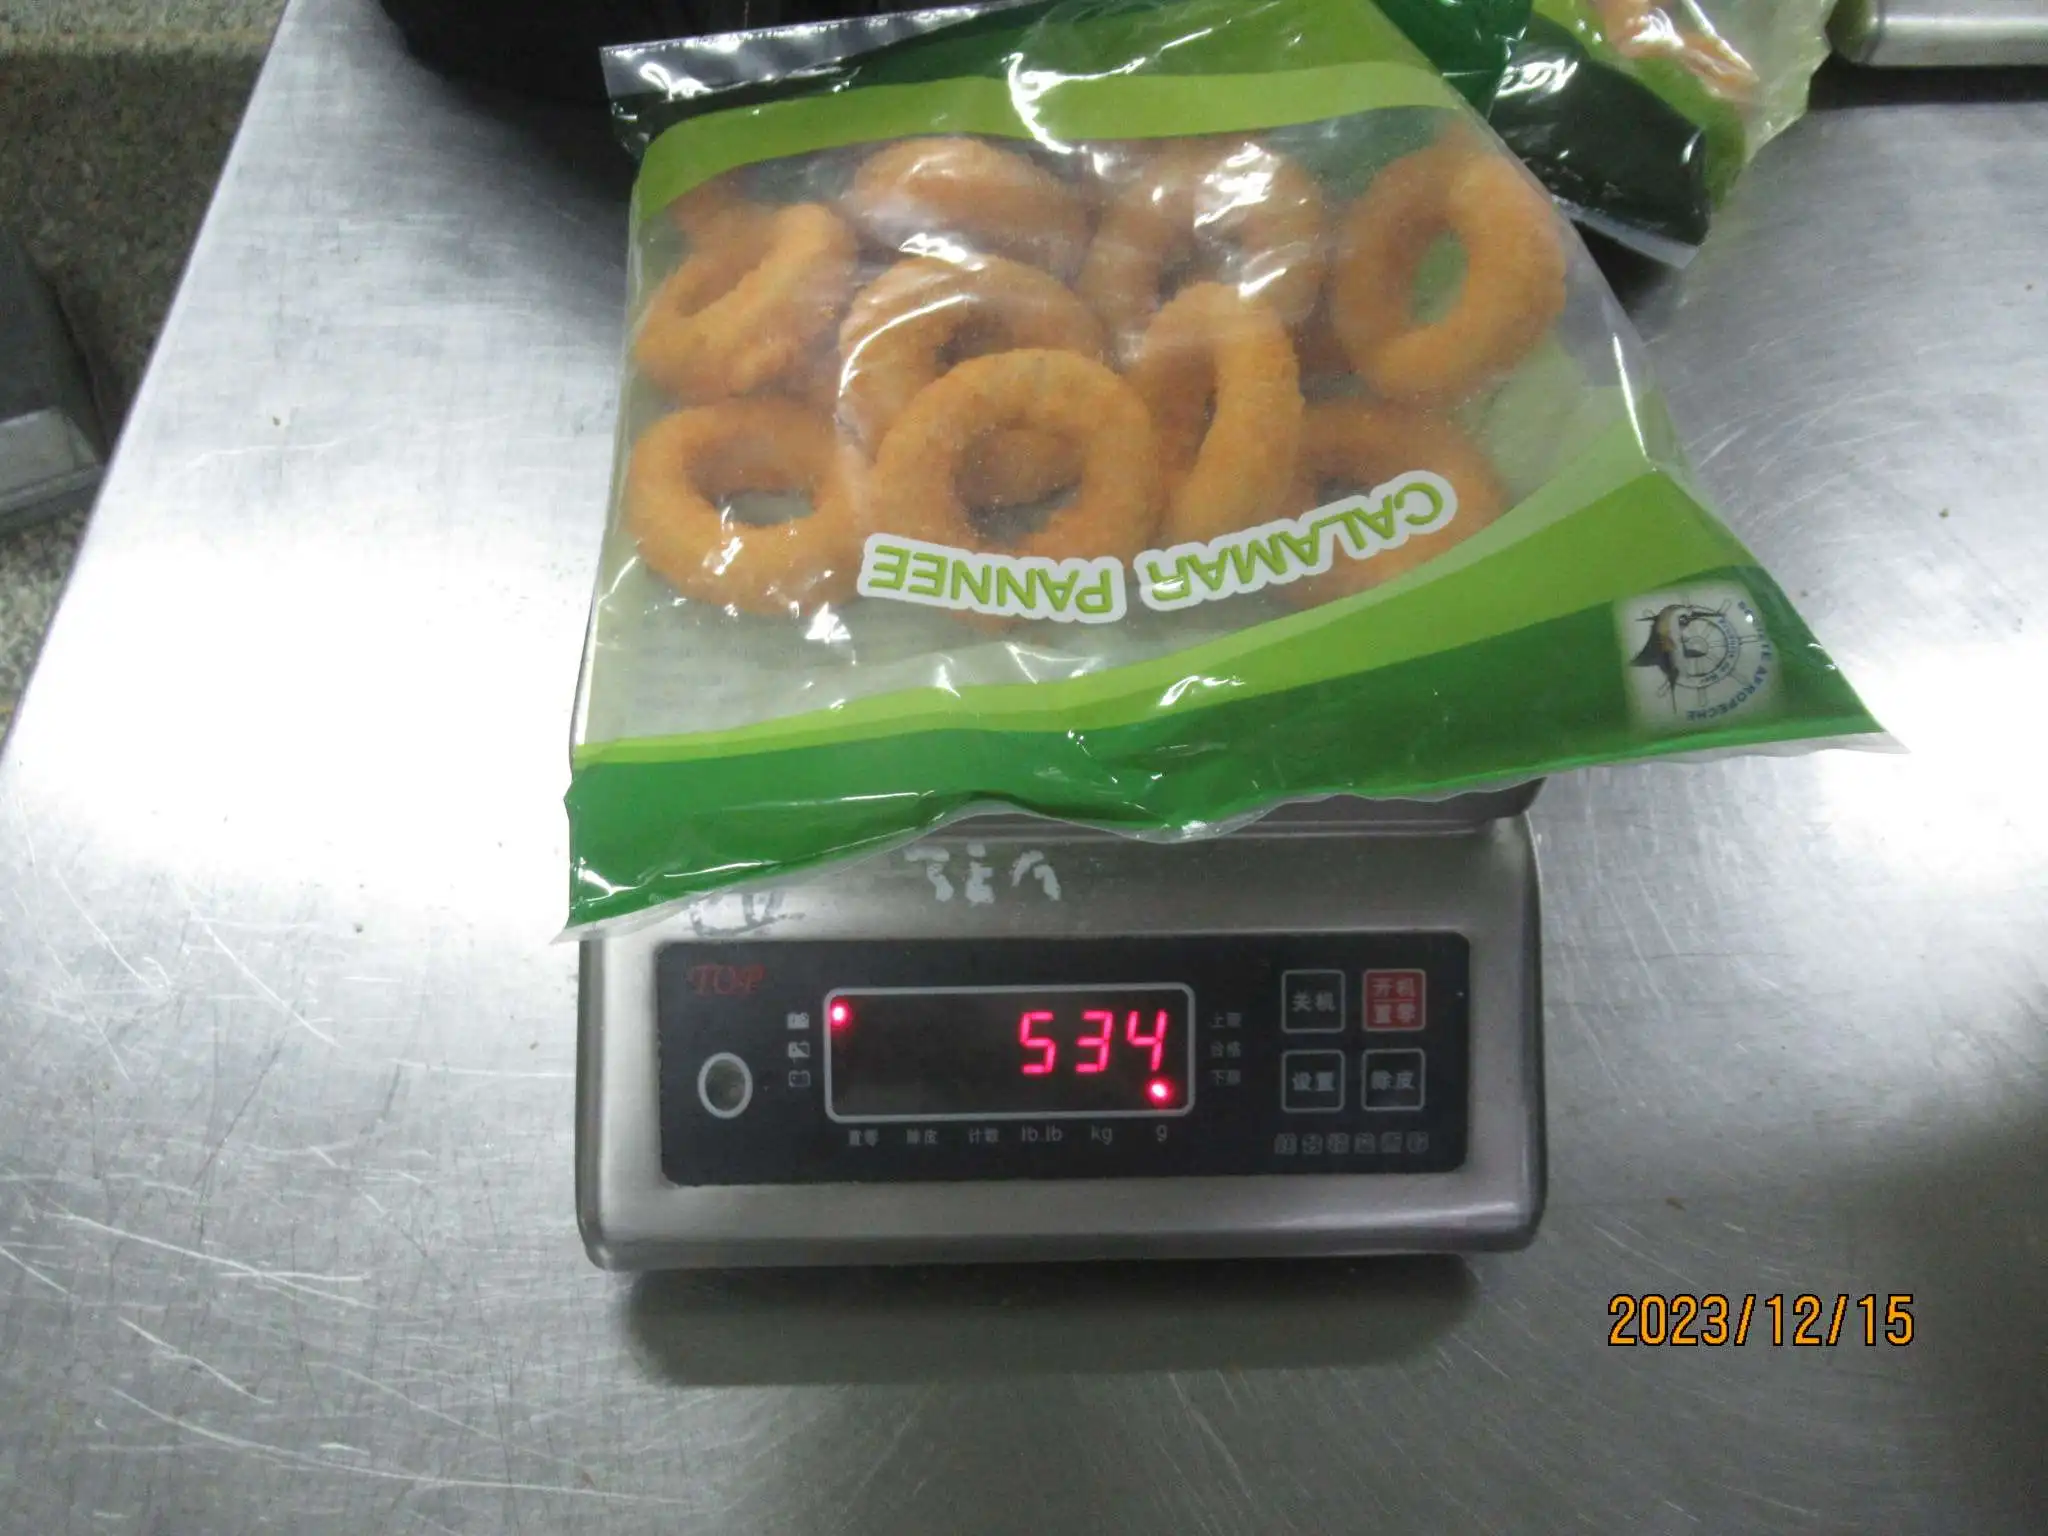 CALAMAR PANNEE
AFROPECHE
TOP
534
上限
合格
下限
置零 除皮 计数 lb.lb kg g
关机
开机
置零
设置
除皮
2023/12/15